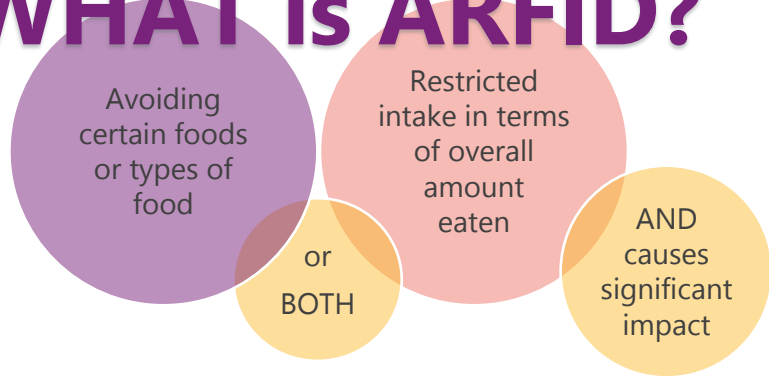 WHAT is ARFID?
Avoiding
certain foods
or types of
food
Restricted
intake in terms
of overall
amount
eaten
or
BOTH
AND
causes
significant
impact